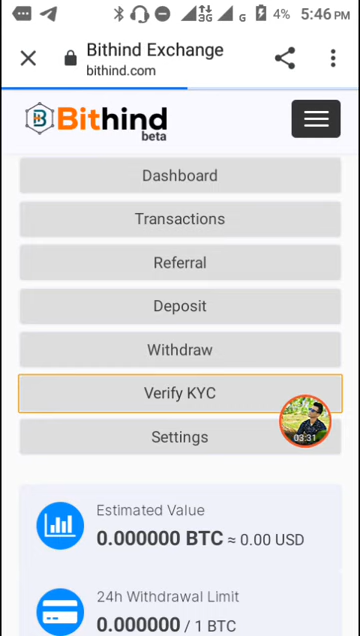 3G G 4% 5:46 PM
Bithind Exchange
bithind.com
Bithind
beta
Dashboard
Transactions
Referral
Deposit
Withdraw
Verify KYC
03:31
Settings
Estimated Value
0.000000 BTC ≈ 0.00 USD
24h Withdrawal Limit
0.000000 / 1 BTC